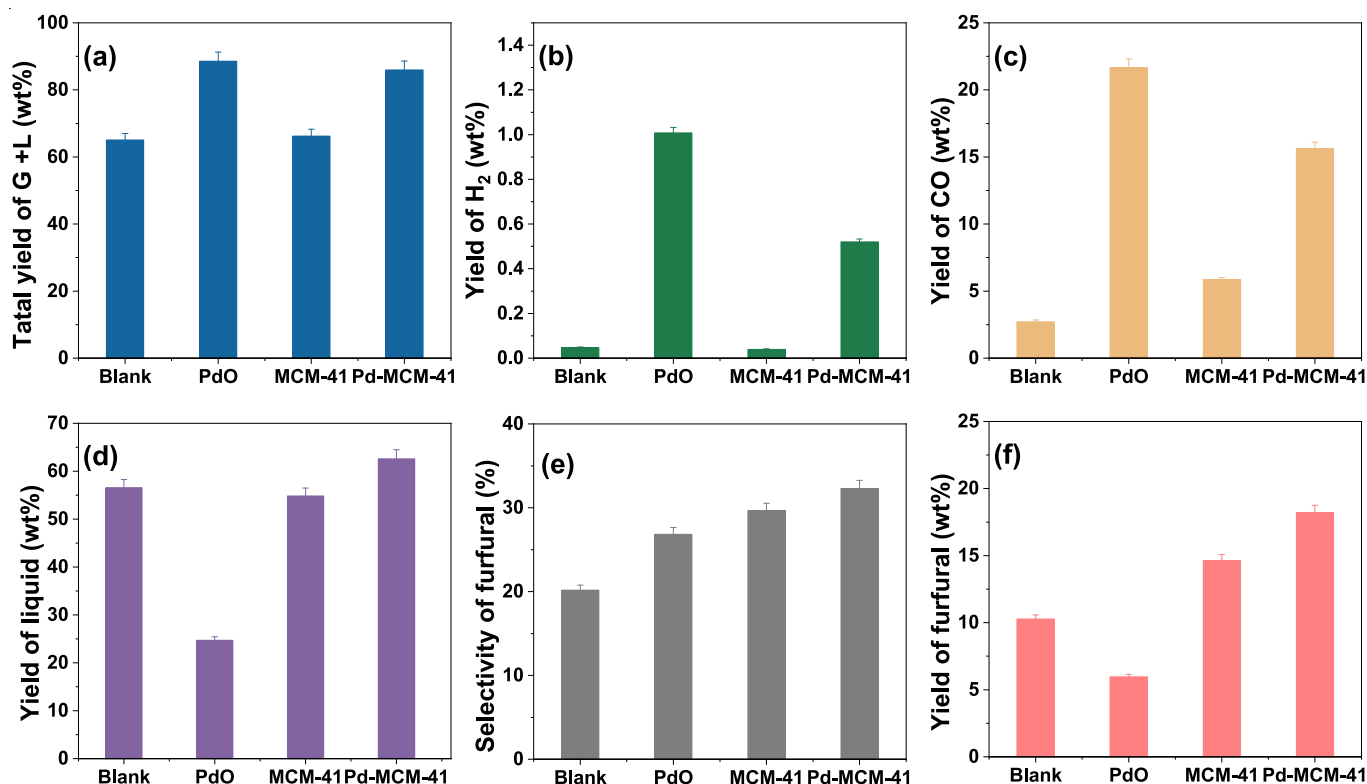 (a)
Tatal yield of G +L (wt%)
100
80
60
40
20
0
Blank PdO MCM-41 Pd-MCM-41
(b)
Yield of H2 (wt%)
1.4
1.2
1.0
0.8
0.6
0.4
0.2
0.0
Blank PdO MCM-41 Pd-MCM-41
(c)
Yield of CO (wt%)
25
20
15
10
5
0
Blank PdO MCM-41 Pd-MCM-41
(d)
Yield of liquid (wt%)
70
60
50
40
30
20
10
0
Blank PdO MCM-41 Pd-MCM-41
(e)
Selectivity of furfural (%)
40
30
20
10
0
Blank PdO MCM-41 Pd-MCM-41
(f)
Yield of furfural (wt%)
25
20
15
10
5
0
Blank PdO MCM-41 Pd-MCM-41